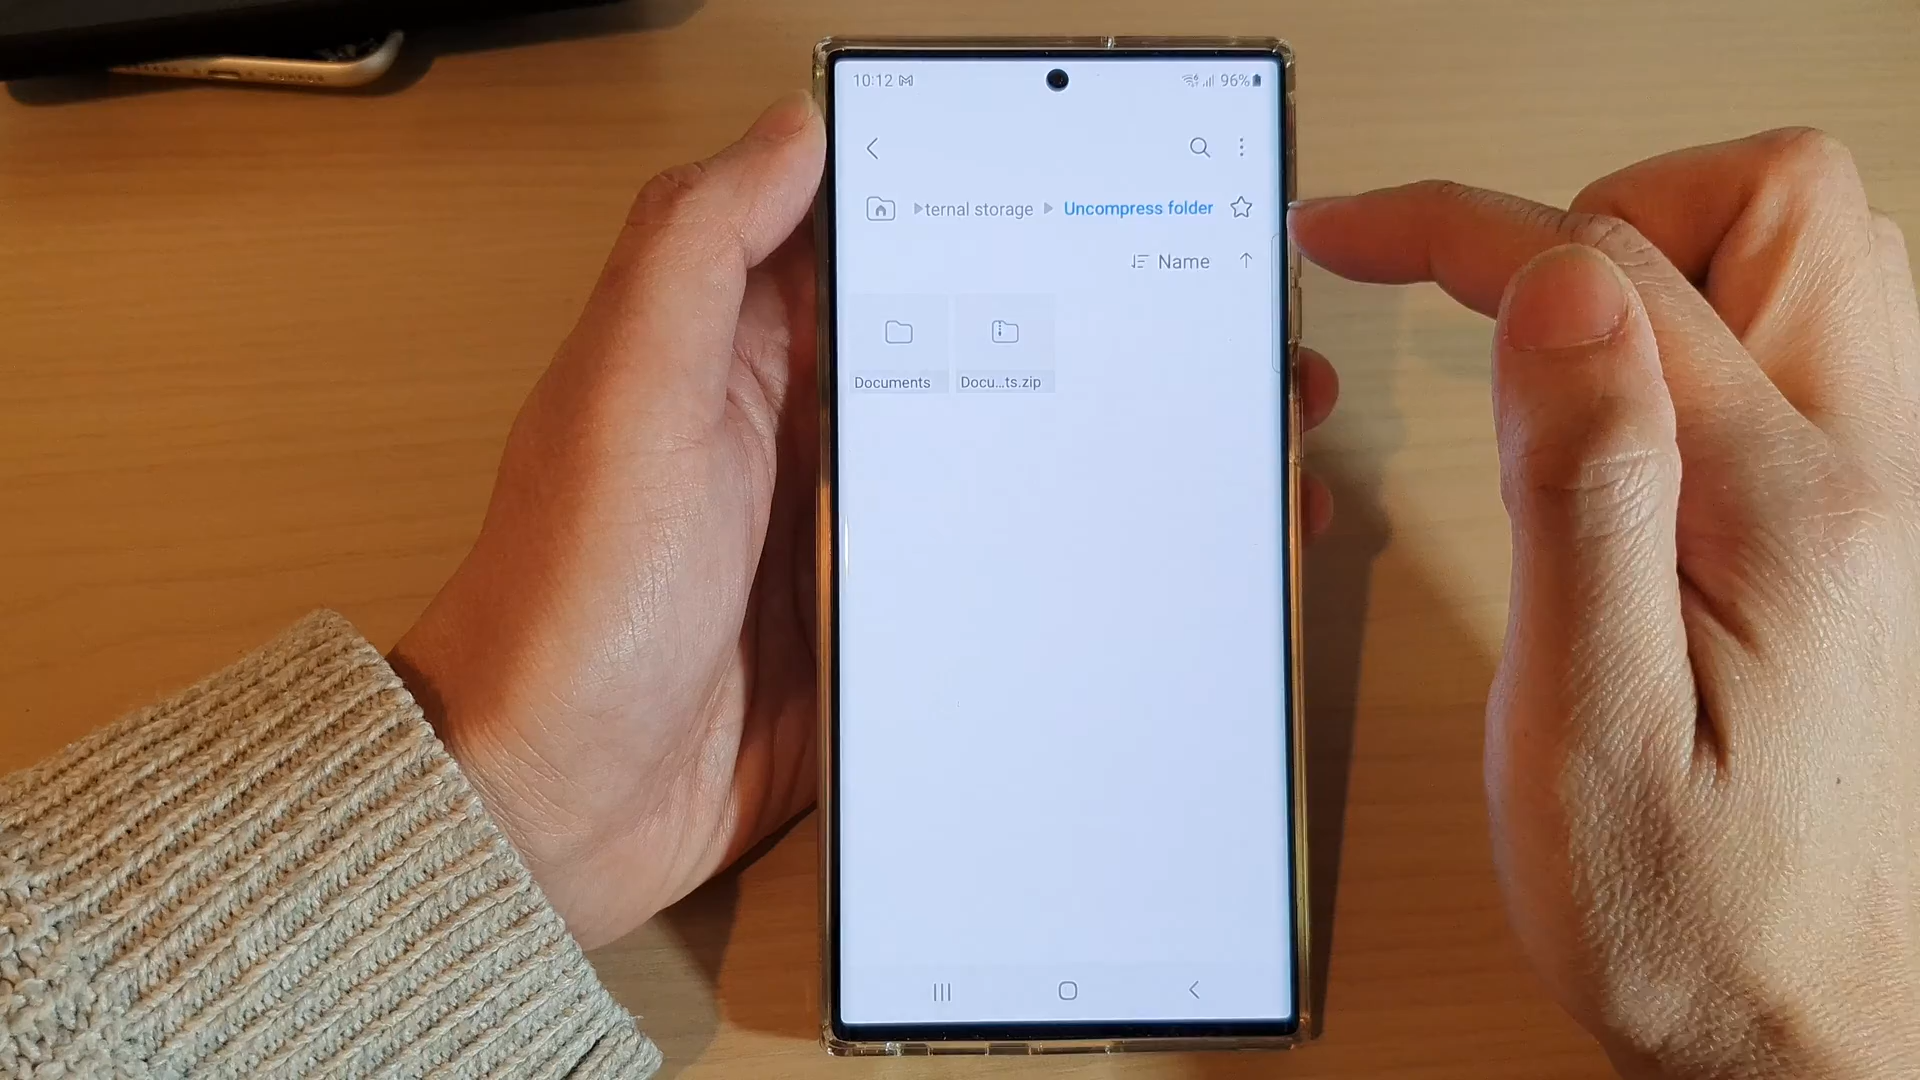 10:12 96%
ternal storage Uncompress folder
Name
Documents Docu...ts.zip